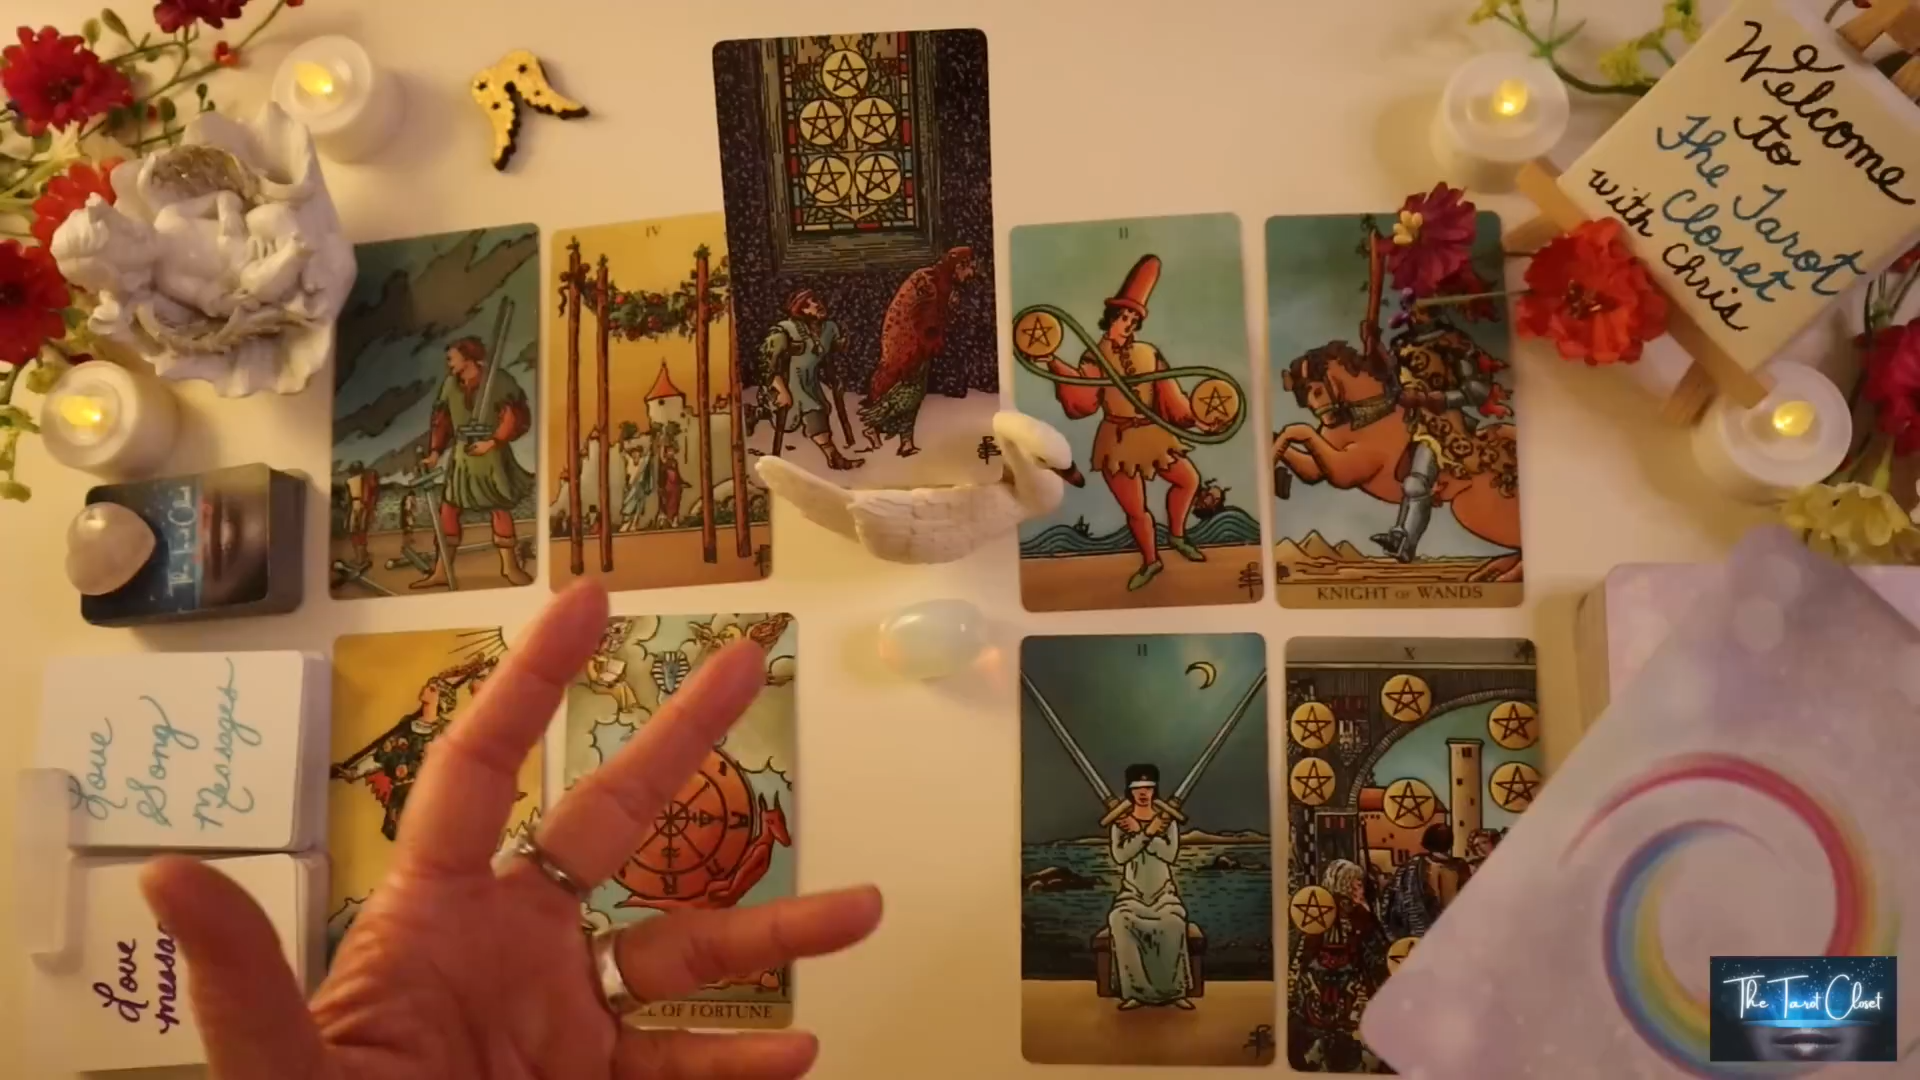 Welcome
to
The Tarot
Closet
with Chris
V
IV
II
KNIGHT OF WANDS
II
X
OF FORTUNE
Love
Song
Messages
Love
The Tarot Closet